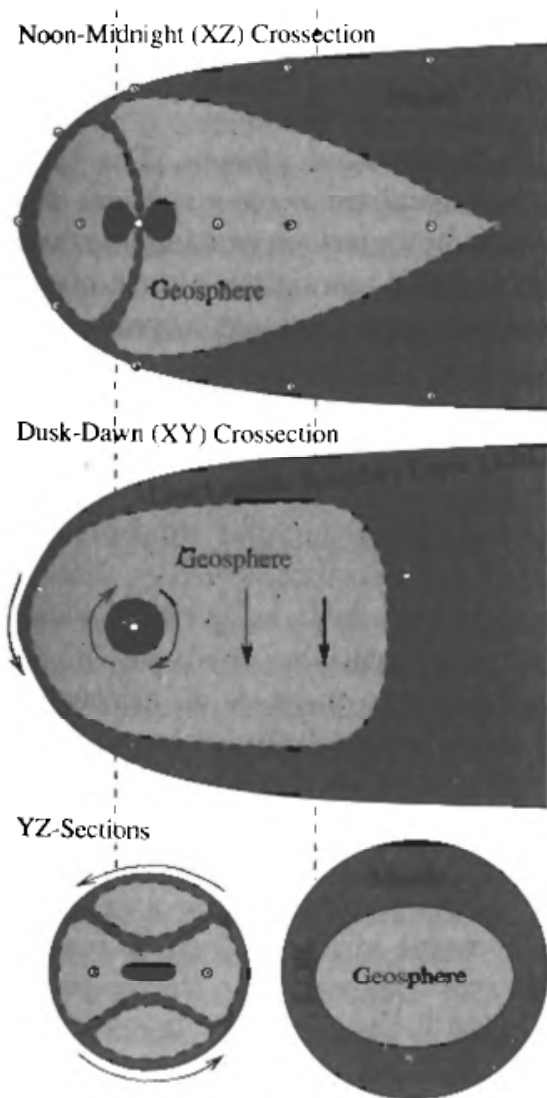 Noon-Midnight (XZ) Crossection
Geosphere
Dusk-Dawn (XY) Crossection
Geosphere
YZ-Sections
Geosphere